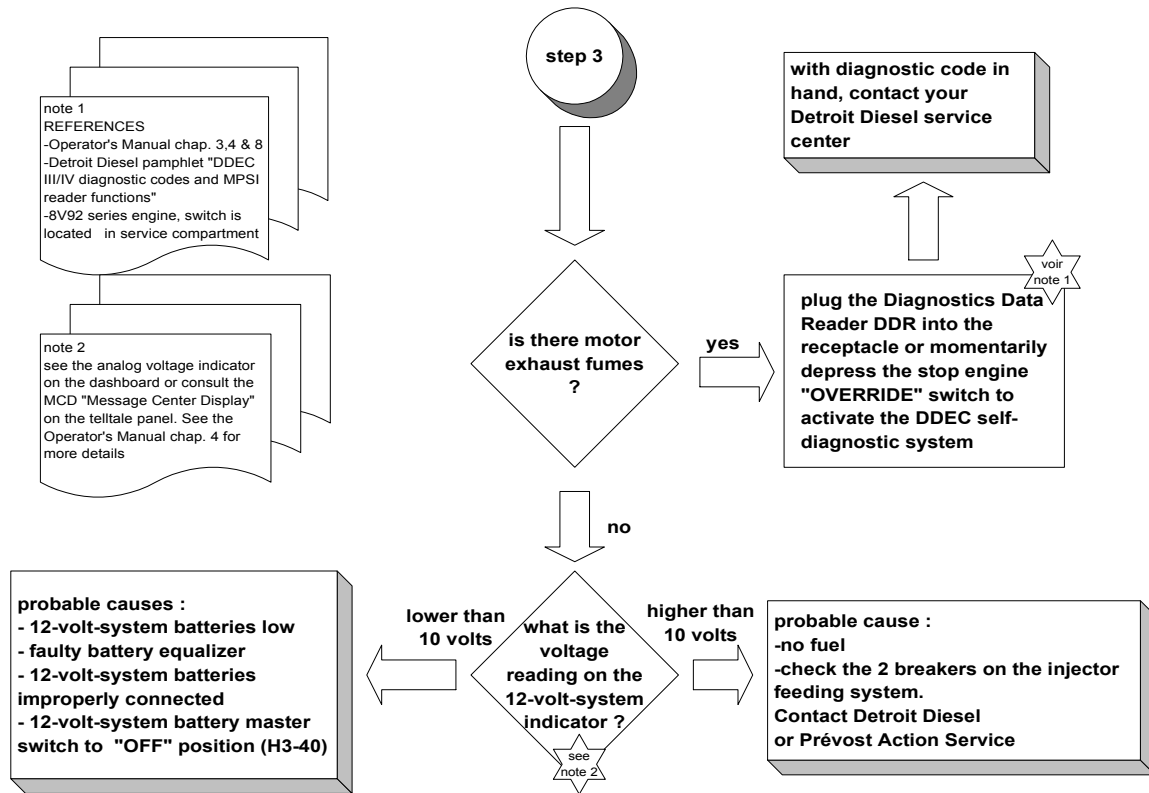 step 3
with diagnostic code in
hand, contact your
Detroit Diesel service
center
note 1
REFERENCES
-Operator's Manual chap. 3,4 & 8
-Detroit Diesel pamphlet "DDEC
III/IV diagnostic codes and MPSI
reader functions"
-8V92 series engine, switch is
located in service compartment
note 2
see the analog voltage indicator
on the dashboard or consult the
MCD "Message Center Display"
on the telltale panel. See the
Operator's Manual chap. 4 for
more details
is there motor
exhaust fumes
?
yes
voir
note 1
plug the Diagnostics Data
Reader DDR into the
receptacle or momentarily
depress the stop engine
"OVERRIDE" switch to
activate the DDEC self-
diagnostic system
no
what is the
voltage
reading on the
12-volt-system
indicator ?
see
note 2
lower than
10 volts
probable causes :
- 12-volt-system batteries low
- faulty battery equalizer
- 12-volt-system batteries
improperly connected
- 12-volt-system battery master
switch to "OFF" position (H3-40)
higher than
10 volts
probable cause :
-no fuel
-check the 2 breakers on the injector
feeding system.
Contact Detroit Diesel
or Prévost Action Service